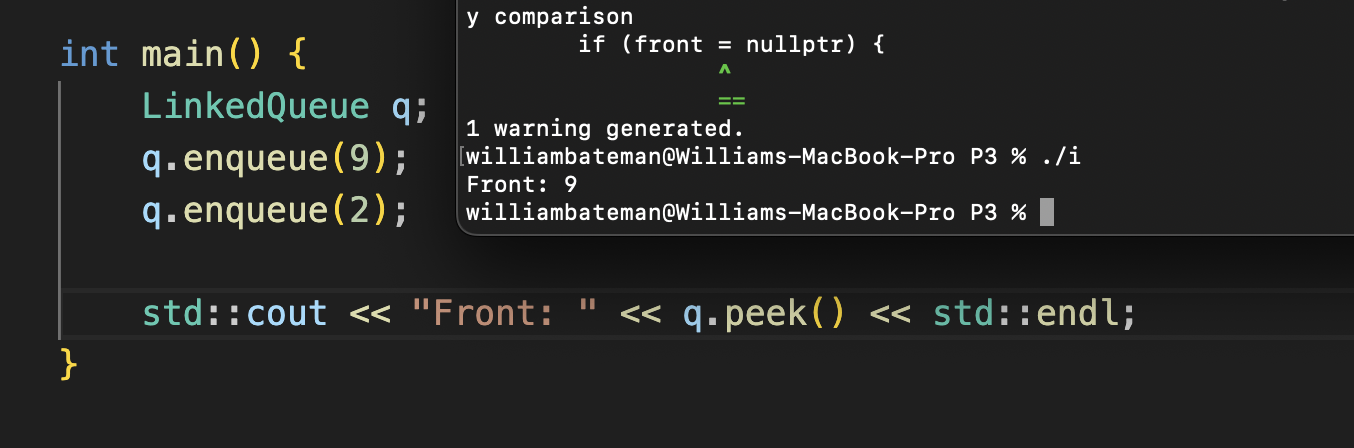 int main() {
    LinkedQueue q;
    q.enqueue(9);
    q.enqueue(2);

    std::cout << "Front: " << q.peek() << std::endl;
}
y comparison
        if (front = nullptr) {
                  ^
                  ==
1 warning generated.
[williambateman@Williams-MacBook-Pro P3 % ./i
Front: 9
williambateman@Williams-MacBook-Pro P3 %